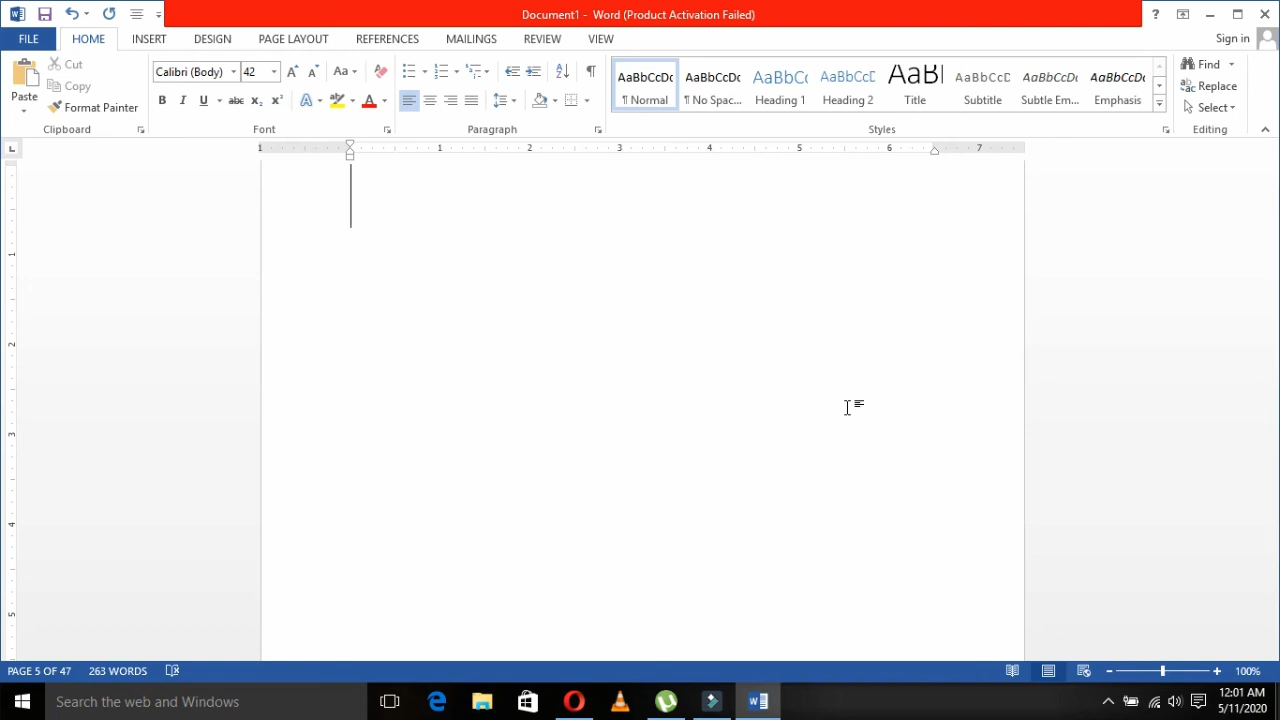 Document1 - Word (Product Activation Failed)
?
FILE
HOME
INSERT
DESIGN
PAGE LAYOUT
REFERENCES
MAILINGS
REVIEW
VIEW
Sign in
Paste
Cut
Copy
Format Painter
Clipboard
Calibri (Body)
42
Aa
B I U abc x₂ x²
A ab A
Font
A
Z
Paragraph
AaBbCcDc
¶ Normal
AaBbCcDc
¶ No Spac...
AaBbCc
Heading 1
AaBbCcD
Heading 2
AaBl
Title
AaBbCcD
Subtitle
AaBbCcDc
Subtle Em...
AaBbCcDc
Emphasis
Styles
Find
Replace
Select
Editing
1 1 2 3 4 5 6 7
1
2
3
4
5
PAGE 5 OF 47
263 WORDS
100%
Search the web and Windows
12:01 AM
5/11/2020